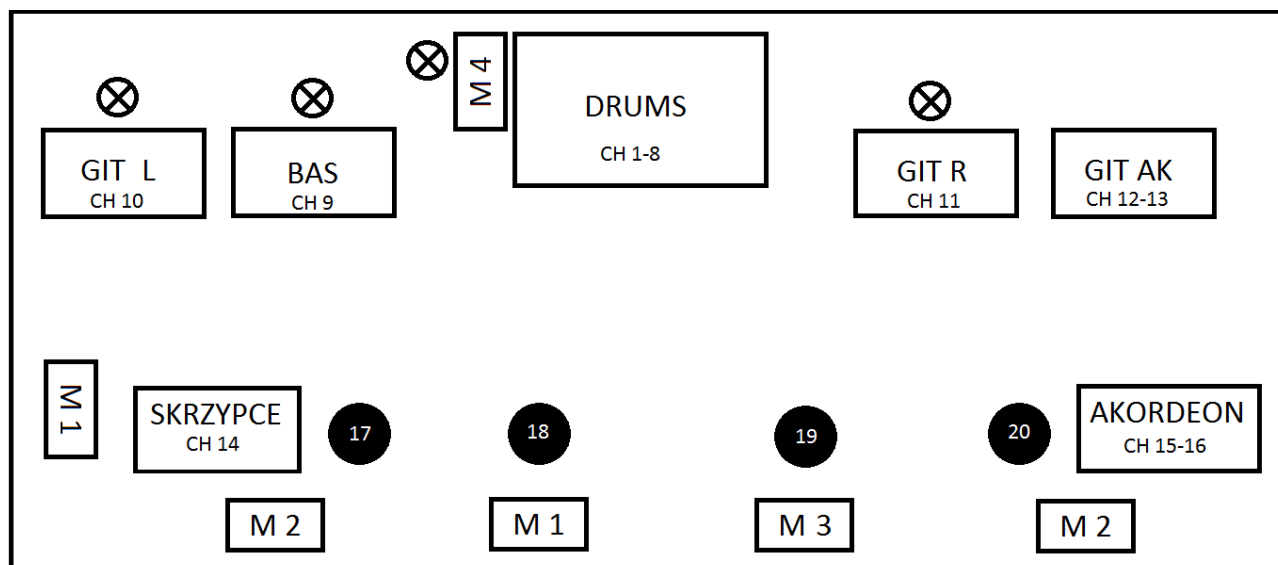 M 4
DRUMS
CH 1-8
GIT L
CH 10
BAS
CH 9
GIT R
CH 11
GIT AK
CH 12-13
M 1
SKRZYPCE
CH 14
17
18
19
20
AKORDEON
CH 15-16
M 2
M 1
M 3
M 2